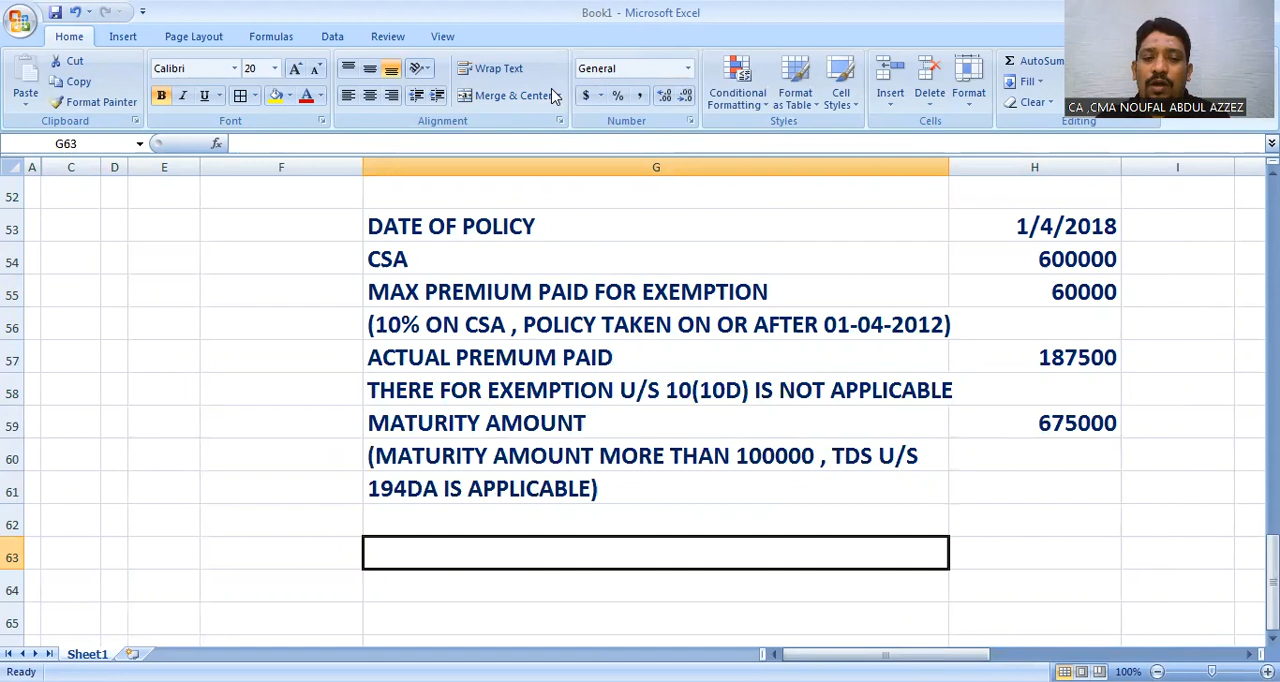 Book1 - Microsoft Excel
Home Insert Page Layout Formulas Data Review View
Cut
Copy
Format Painter
Paste
Clipboard
Calibri 20
Font
Wrap Text
Merge & Center
Alignment
General
$ % ,
Number
Conditional Formatting
Format as Table
Cell Styles
Styles
Insert Delete Format
Cells
Σ AutoSum
Fill
Clear
Editing
CA ,CMA NOUFAL ABDUL AZZEZ
G63 fx
A C D E F G H I
52
53 DATE OF POLICY 1/4/2018
54 CSA 600000
55 MAX PREMIUM PAID FOR EXEMPTION 60000
56 (10% ON CSA , POLICY TAKEN ON OR AFTER 01-04-2012)
57 ACTUAL PREMUM PAID 187500
58 THERE FOR EXEMPTION U/S 10(10D) IS NOT APPLICABLE
59 MATURITY AMOUNT 675000
60 (MATURITY AMOUNT MORE THAN 100000 , TDS U/S
61 194DA IS APPLICABLE)
62
63
64
65
Sheet1
Ready 100%